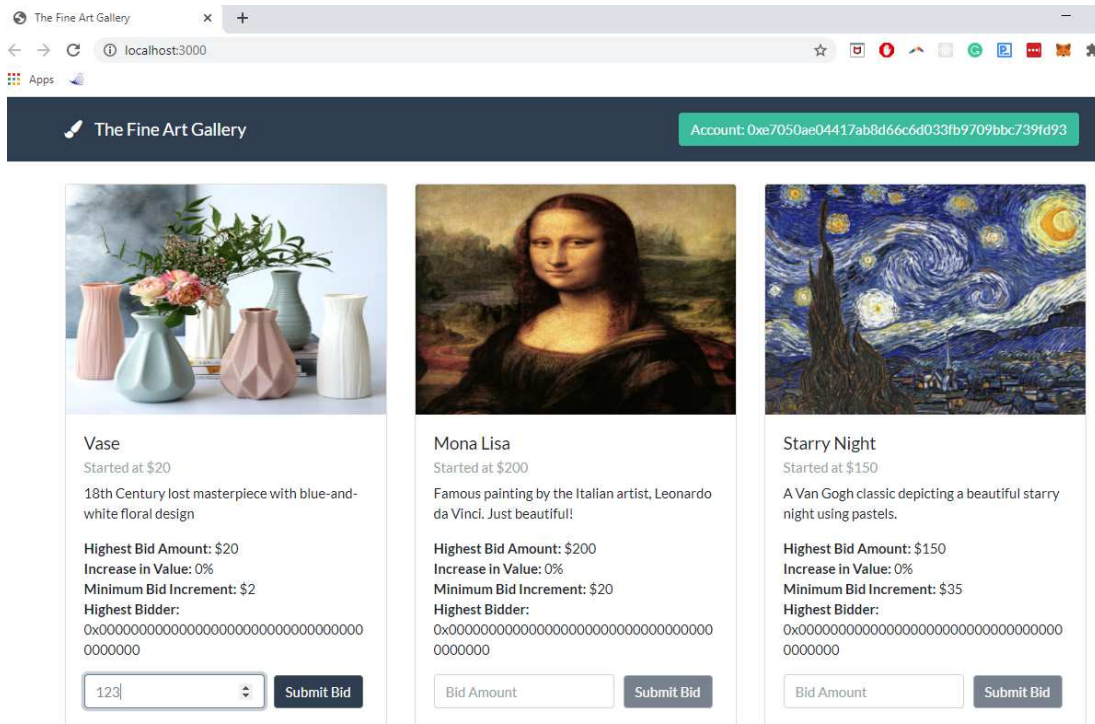 The Fine Art Gallery
localhost:3000
Apps
The Fine Art Gallery
Account: 0xe7050ae04417ab8d66c6d033fb9709bbc739fd93
Vase
Started at $20
18th Century lost masterpiece with blue-and-
white floral design
Highest Bid Amount: $20
Increase in Value: 0%
Minimum Bid Increment: $2
Highest Bidder:
0x000000000000000000000000000000000
0000000
123
Submit Bid
Mona Lisa
Started at $200
Famous painting by the Italian artist, Leonardo
da Vinci. Just beautiful!
Highest Bid Amount: $200
Increase in Value: 0%
Minimum Bid Increment: $20
Highest Bidder:
0x000000000000000000000000000000000
0000000
Bid Amount
Submit Bid
Starry Night
Started at $150
A Van Gogh classic depicting a beautiful starry
night using pastels.
Highest Bid Amount: $150
Increase in Value: 0%
Minimum Bid Increment: $35
Highest Bidder:
0x000000000000000000000000000000000
0000000
Bid Amount
Submit Bid